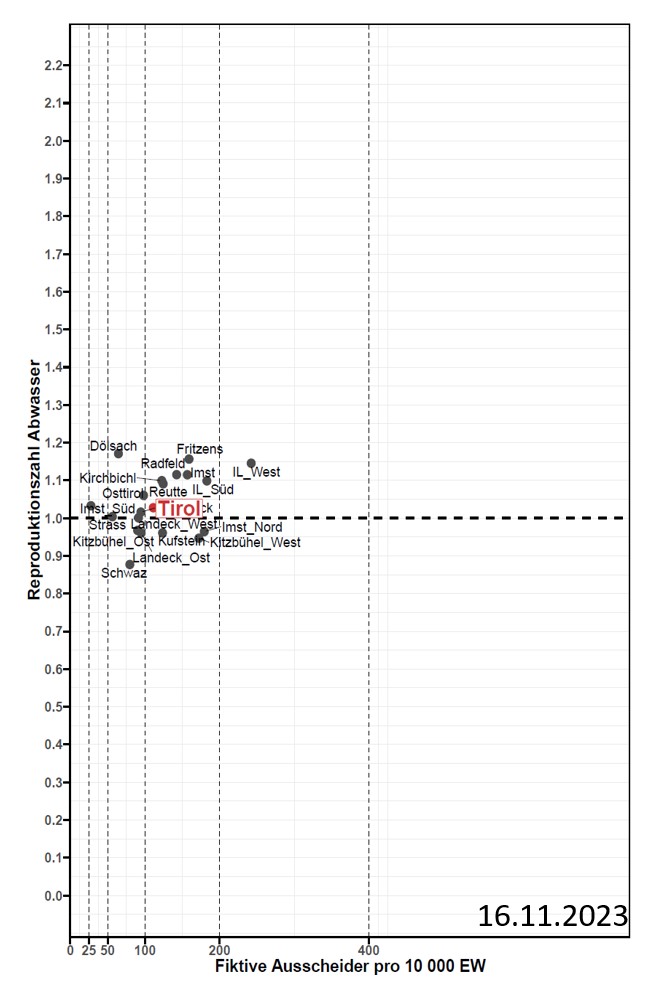 Reproduktionszahl Abwasser
2.2
2.1
2.0
1.9
1.8
1.7
1.6
1.5
1.4
1.3
1.2
1.1
1.0
0.9
0.8
0.7
0.6
0.5
0.4
0.3
0.2
0.1
0.0
Dölsach
Fritzens
Radfeld
Imst
IL_West
Kirchbichl
Osttirol
Reutte
IL_Süd
Imst_Süd
Tirol
Strass
Landeck_West
Imst_Nord
Kitzbühel_Ost
Kufstein
Kitzbühel_West
Landeck_Ost
Schwaz
16.11.2023
0 25 50 100 200 400
Fiktive Ausscheider pro 10 000 EW